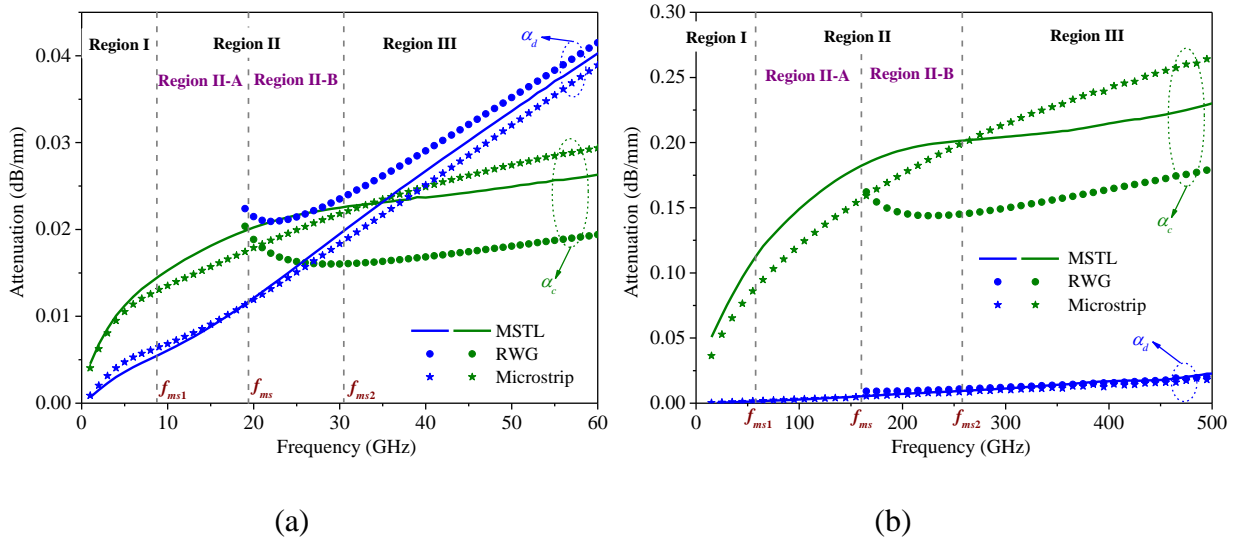 Region I
Region II
Region III
α_d
Region II-A
Region II-B
α_c
MSTL
RWG
Microstrip
f_ms1
f_ms
f_ms2
0.04
0.03
0.02
0.01
0.00
0 10 20 30 40 50 60
Attenuation (dB/mm)
Frequency (GHz)
(a)
Region I
Region II
Region III
Region II-A
Region II-B
α_c
MSTL
RWG
Microstrip
α_d
f_ms1
f_ms
f_ms2
0.30
0.25
0.20
0.15
0.10
0.05
0.00
0 100 200 300 400 500
Attenuation (dB/mm)
Frequency (GHz)
(b)